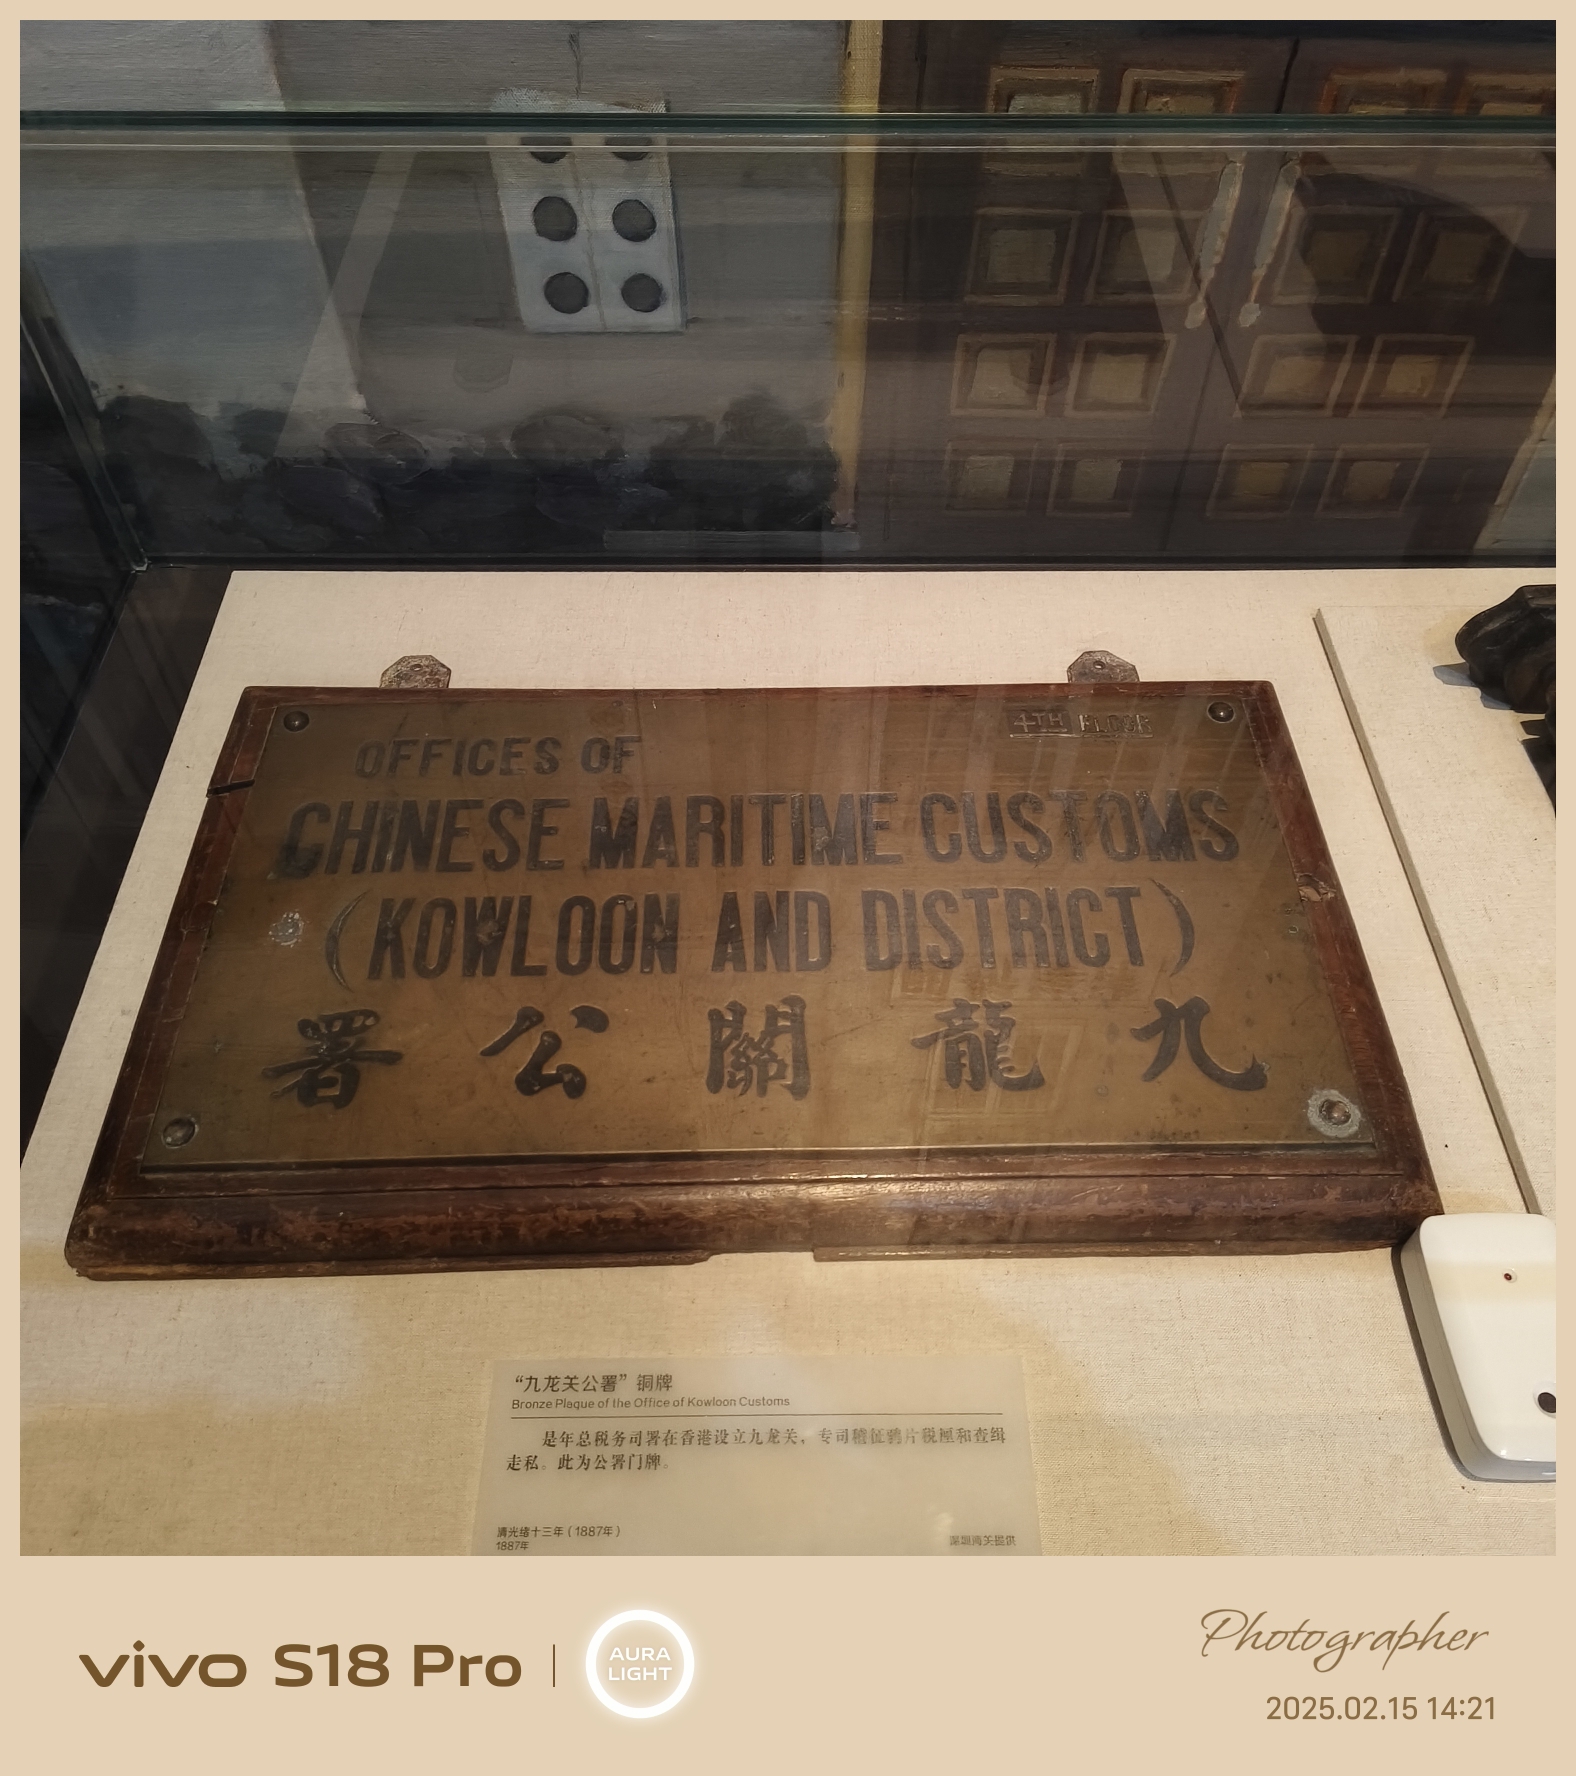 4TH FLOOR
OFFICES OF
CHINESE MARITIME CUSTOMS
(KOWLOON AND DISTRICT)
九龍關公署
“九龙关公署”铜牌
Bronze Plaque of the Office of Kowloon Customs
是年总税务司署在香港设立九龙关，专司稽征鸦片税厘和查缉
走私。此为公署门牌。
清光绪十三年（1887年）
1887年
深圳海关提供
vivo S18 Pro
AURA
LIGHT
Photographer
2025.02.15 14:21